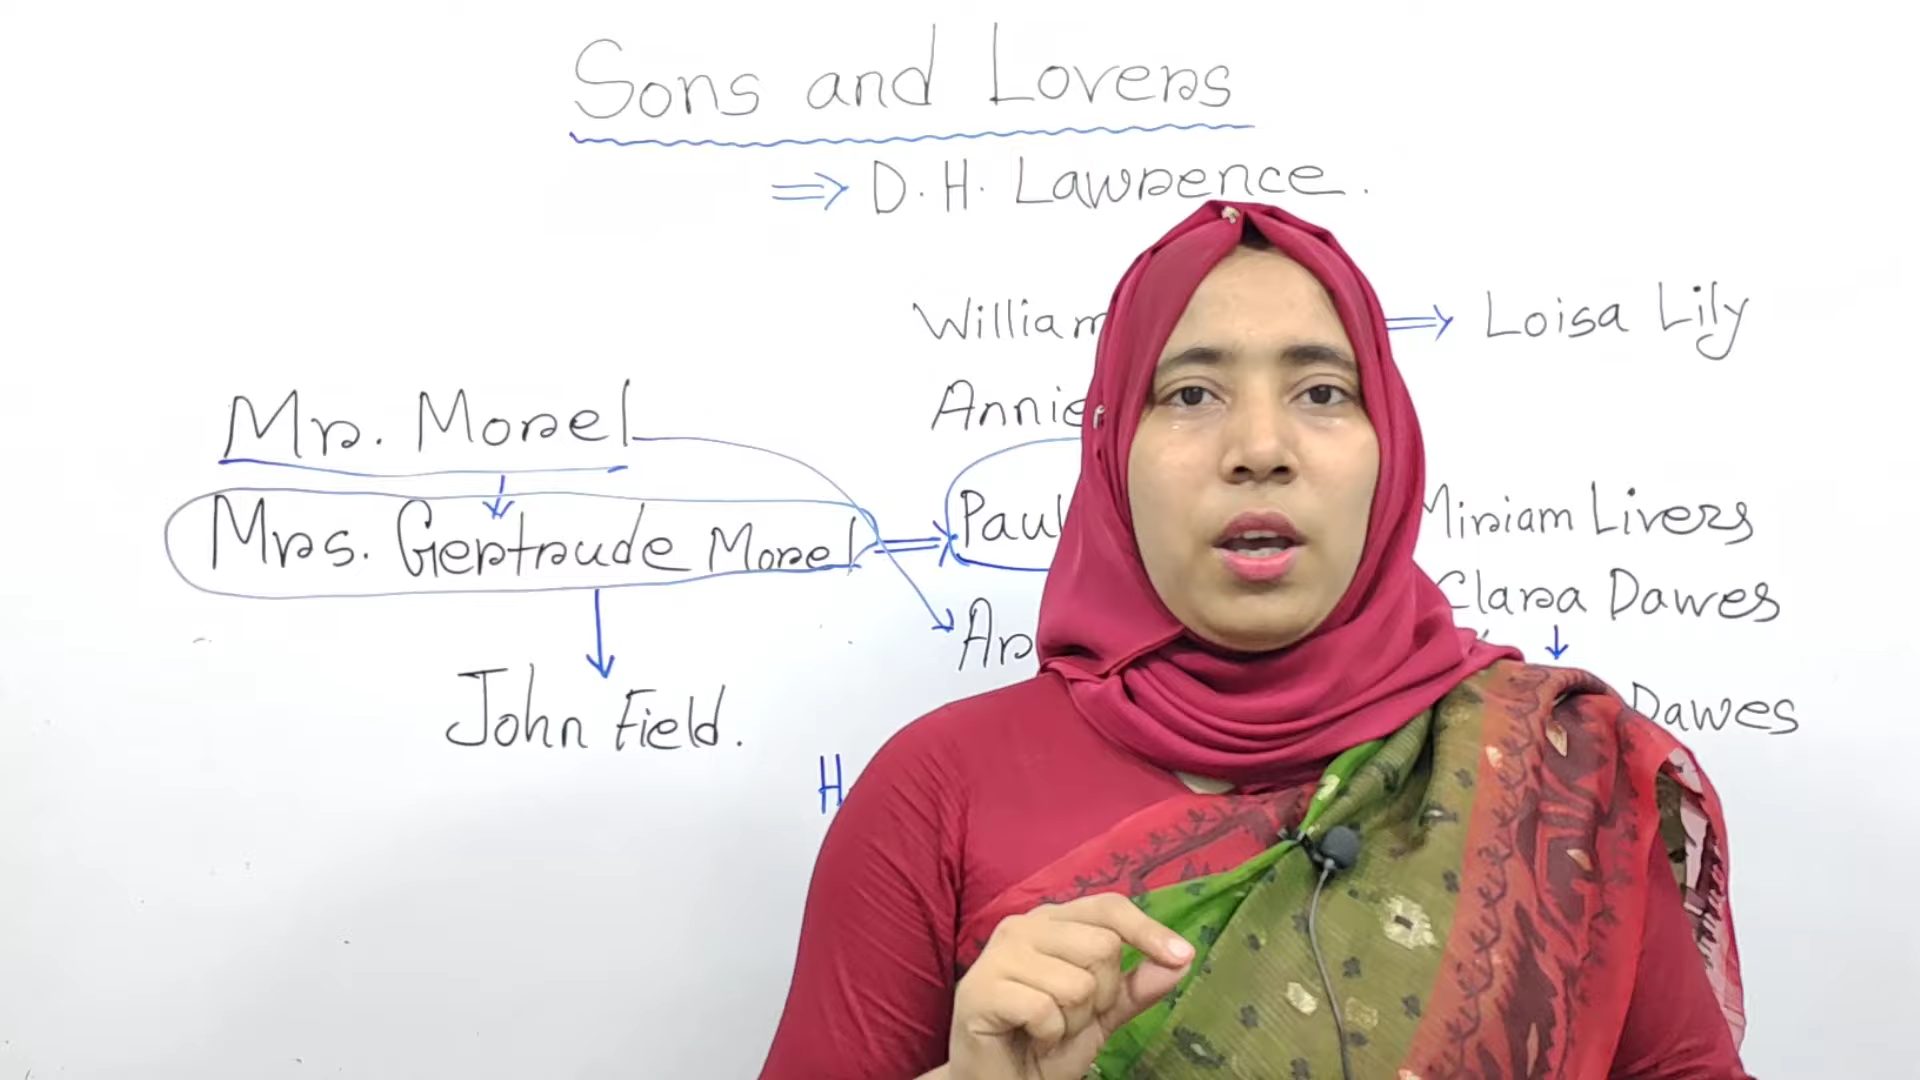 Sons and Lovers
⇒ D. H. Lawrence.
William ⇒ Loisa Lily
Annie
Mr. Morel
Mrs. Gertrude Morel ⇒ Paul
Miriam Livers
Clara Dawes
Ar
John Field.
Dawes
H